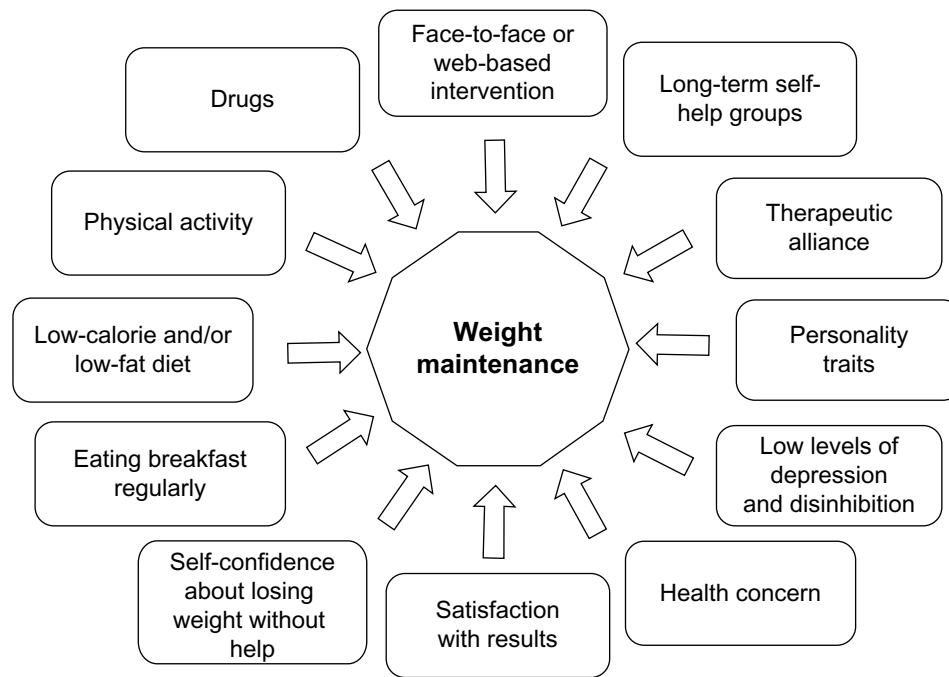 Face-to-face or
web-based
intervention
Long-term self-
help groups
Therapeutic
alliance
Personality
traits
Low levels of
depression
and disinhibition
Health concern
Satisfaction
with results
Self-confidence
about losing
weight without
help
Eating breakfast
regularly
Low-calorie and/or
low-fat diet
Physical activity
Drugs
Weight
maintenance